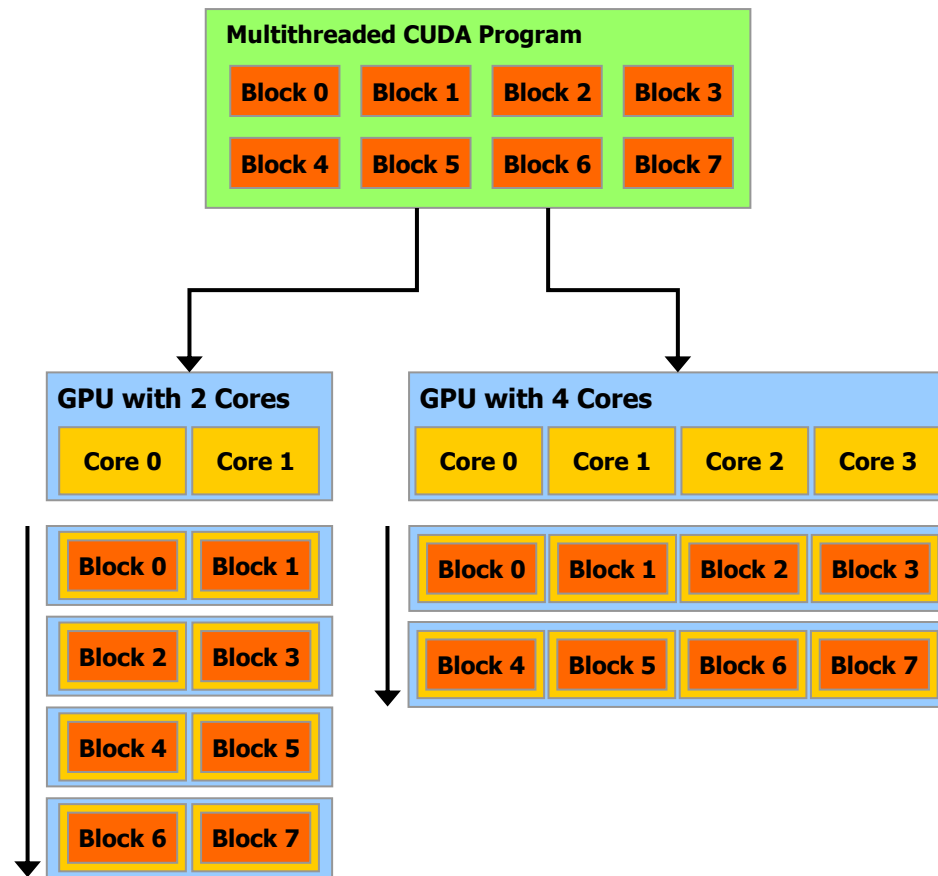 Multithreaded CUDA Program
Block 0 Block 1 Block 2 Block 3
Block 4 Block 5 Block 6 Block 7
GPU with 2 Cores
Core 0 Core 1
Block 0 Block 1
Block 2 Block 3
Block 4 Block 5
Block 6 Block 7
GPU with 4 Cores
Core 0 Core 1 Core 2 Core 3
Block 0 Block 1 Block 2 Block 3
Block 4 Block 5 Block 6 Block 7